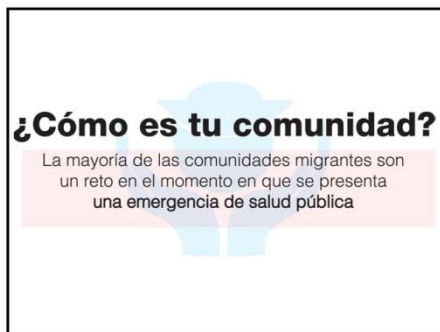 ¿Cómo es tu comunidad?
La mayoría de las comunidades migrantes son
un reto en el momento en que se presenta
una emergencia de salud pública